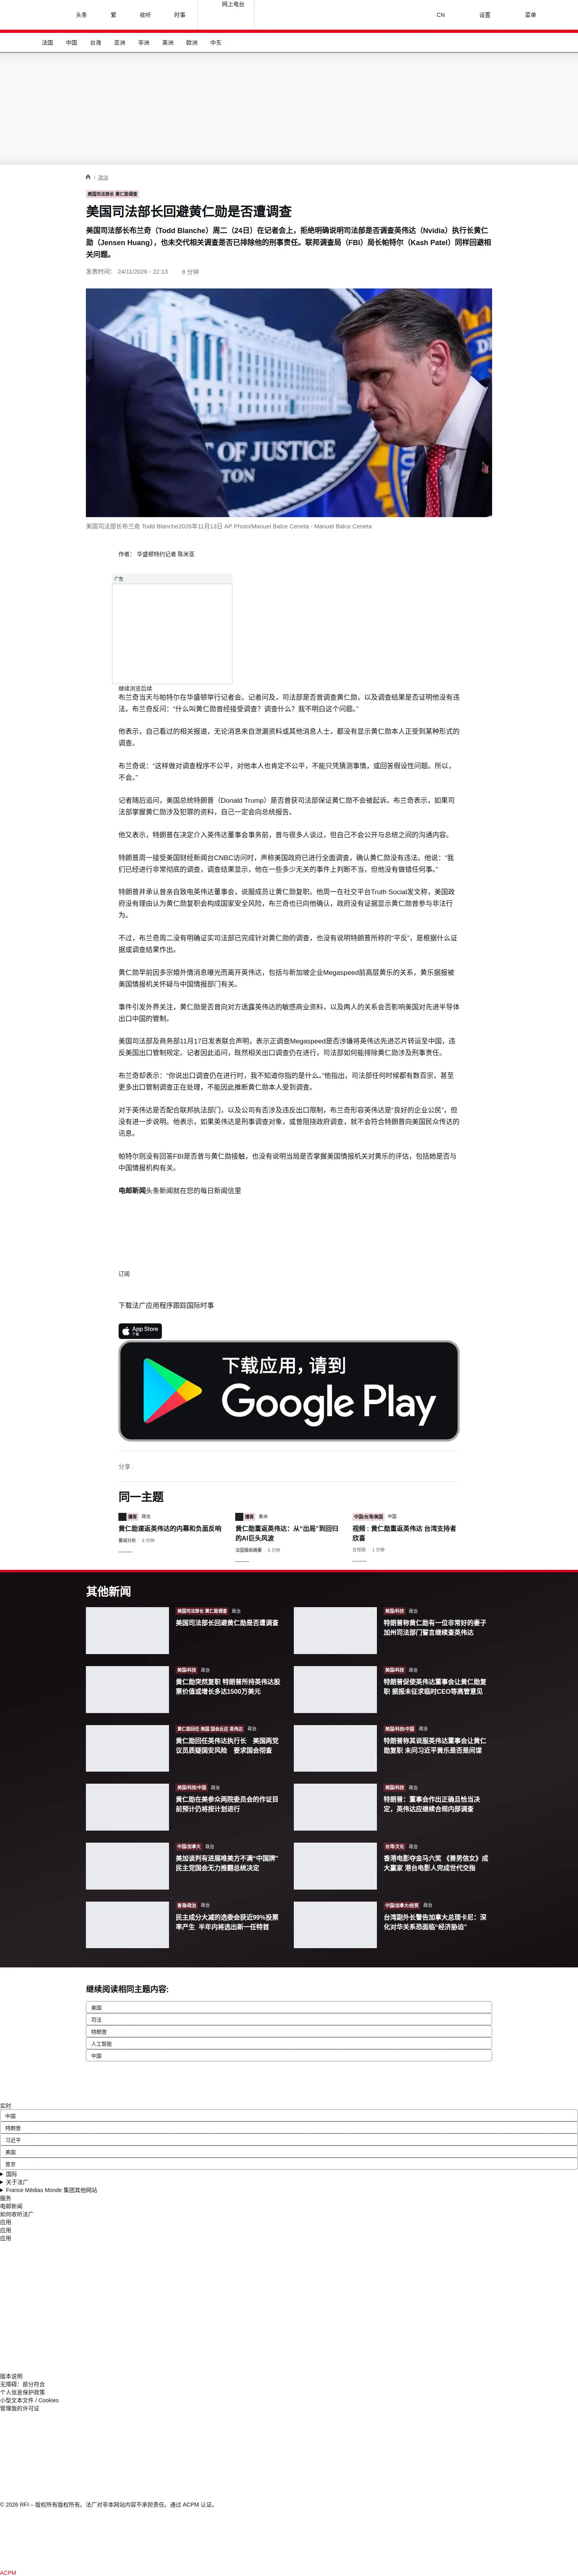 头条
繁
收听
时事
网上电台
CN
设置
菜单
法国
中国
台海
亚洲
非洲
美洲
欧洲
中东
/ 政治
美国司法部长 黄仁勋调查
美国司法部长回避黄仁勋是否遭调查
美国司法部长布兰奇（Todd Blanche）周二（24日）在记者会上，拒绝明确说明司法部是否调查英伟达（Nvidia）执行长黄仁
勋（Jensen Huang），也未交代相关调查是否已排除他的刑事责任。联邦调查局（FBI）局长帕特尔（Kash Patel）同样回避相
关问题。
发表时间： 24/11/2026 - 22:13
8 分钟
美国司法部长布兰奇 Todd Blanche2026年11月13日 AP Photo/Manuel Balce Ceneta - Manuel Balce Ceneta
作者： 华盛顿特约记者 陈米亚
广告
继续浏览后续
布兰奇当天与帕特尔在华盛顿举行记者会。记者问及，司法部是否曾调查黄仁勋，以及调查结果是否证明他没有违
法。布兰奇反问：“什么叫黄仁勋曾经接受调查？调查什么？我不明白这个问题。”
他表示，自己看过的相关报道，无论消息来自泄漏资料或其他消息人士，都没有显示黄仁勋本人正受到某种形式的
调查。
布兰奇说：“这样做对调查程序不公平，对他本人也肯定不公平，不能只凭猜测事情，或回答假设性问题。所以，
不会。”
记者随后追问，美国总统特朗普（Donald Trump）是否曾获司法部保证黄仁勋不会被起诉。布兰奇表示，如果司
法部掌握黄仁勋涉及犯罪的资料，自己一定会向总统报告。
他又表示，特朗普在决定介入英伟达董事会事务前，曾与很多人谈过，但自己不会公开与总统之间的沟通内容。
特朗普周一接受美国财经新闻台CNBC访问时，声称美国政府已进行全面调查，确认黄仁勋没有违法。他说：“我
们已经进行非常彻底的调查，调查结果显示，他在一些多少无关的事件上判断不当，但他没有做错任何事。”
特朗普并承认曾亲自致电英伟达董事会，说服成员让黄仁勋复职。他周一在社交平台Truth Social发文称，美国政
府没有理由认为黄仁勋复职会构成国家安全风险，布兰奇也已向他确认，政府没有证据显示黄仁勋曾参与非法行
为。
不过，布兰奇周二没有明确证实司法部已完成针对黄仁勋的调查，也没有说明特朗普所称的“平反”，是根据什么证
据或调查结果作出。
黄仁勋早前因多宗婚外情消息曝光而离开英伟达，包括与新加坡企业Megaspeed前高层黄乐的关系，黄乐据报被
美国情报机关怀疑与中国情报部门有关。
事件引发外界关注，黄仁勋是否曾向对方透露英伟达的敏感商业资料，以及两人的关系会否影响美国对先进半导体
出口中国的管制。
美国司法部及商务部11月17日发表联合声明，表示正调查Megaspeed是否涉嫌将英伟达先进芯片转运至中国，违
反美国出口管制规定。记者因此追问，既然相关出口调查仍在进行，司法部如何能排除黄仁勋涉及刑事责任。
布兰奇却表示：“你说出口调查仍在进行时，我不知道你指的是什么。”他指出，司法部任何时候都有数百宗，甚至
更多出口管制调查正在处理，不能因此推断黄仁勋本人受到调查。
对于英伟达是否配合联邦执法部门，以及公司有否涉及违反出口限制，布兰奇形容英伟达是“良好的企业公民”，但
没有进一步说明。他表示，如果英伟达是刑事调查对象，或曾阻挠政府调查，就不会符合特朗普向美国民众传达的
讯息。
帕特尔则没有回答FBI是否曾与黄仁勋接触，也没有说明当局是否掌握美国情报机关对黄乐的评估，包括她是否与
中国情报机构有关。
电邮新闻头条新闻就在您的每日新闻信里
订阅
下载法广应用程序跟踪国际时事
App Store
下载
下载应用，请到
Google Play
分享 :
同一主题
播客 政治
黄仁勋速返英伟达的内幕和负面反响
要闻分析 8 分钟
播客 美洲
黄仁勋重返英伟达：从“出局”到回归
的AI巨头风波
法国报纸摘要 5 分钟
中国/台湾/美国 中国
视频 : 黄仁勋重返英伟达 台湾支持者
欣喜
音视频 1 分钟
其他新闻
美国司法部长 黄仁勋调查 政治
美国司法部长回避黄仁勋是否遭调查
美国/科技 政治
特朗普称黄仁勋有一位非常好的妻子
加州司法部门誓言继续查英伟达
美国/科技 政治
黄仁勋突然复职 特朗普所持英伟达股
票价值或增长多达1500万美元
美国/科技 政治
特朗普促使英伟达董事会让黄仁勋复
职 据报未征求临时CEO等高管意见
黄仁勋回任 美国 国会反应 英伟达 政治
黄仁勋回任英伟达执行长 美国两党
议员质疑国安风险 要求国会彻查
美国/科技/中国 政治
特朗普称其说服英伟达董事会让黄仁
勋复职 未问习近平黄乐是否是间谍
美国/科技/中国 政治
黄仁勋在美参众两院委员会的作证日
前预计仍将按计划进行
美国/科技 政治
特朗普：董事会作出正确且恰当决
定，英伟达应继续合规内部调查
中国/加拿大 政治
美加谈判有进展唯美方不满“中国牌”
民主党国会无力推翻总统决定
台湾/文化 政治
香港电影夺金马六奖 《善男信女》成
大赢家 港台电影人完成世代交指
香港/政治 政治
民主成分大减的选委会获近99%投票
率产生 半年内将选出新一任特首
中国/加拿大/经贸 政治
台湾副外长警告加拿大总理卡尼：深
化对华关系恐面临“经济胁迫”
继续阅读相同主题内容:
美国
司法
特朗普
人工智能
中国
实时
中国
特朗普
习近平
美国
普京
国际
关于法广
France Médias Monde 集团其他网站
服务
电邮新闻
如何收听法广
应用
应用
应用
版本说明
无障碍：部分符合
个人信息保护政策
小型文本文件 / Cookies
管理我的许可证
© 2026 RFI – 版权所有版权所有。法广对非本网站内容不承担责任。通过 ACPM 认证。
ACPM